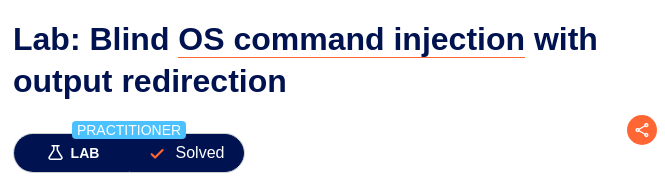 Lab: Blind OS command injection with
output redirection
PRACTITIONER
LAB Solved